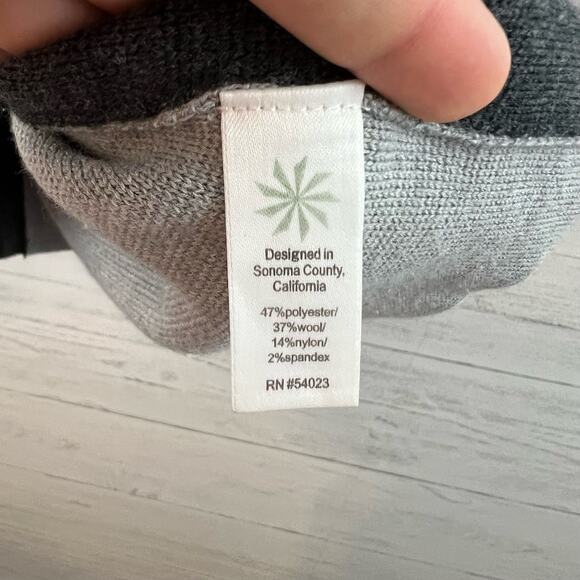 Designed in
Sonoma County,
California
47%polyester/
37%wool/
14%nylon/
2%spandex
RN #54023